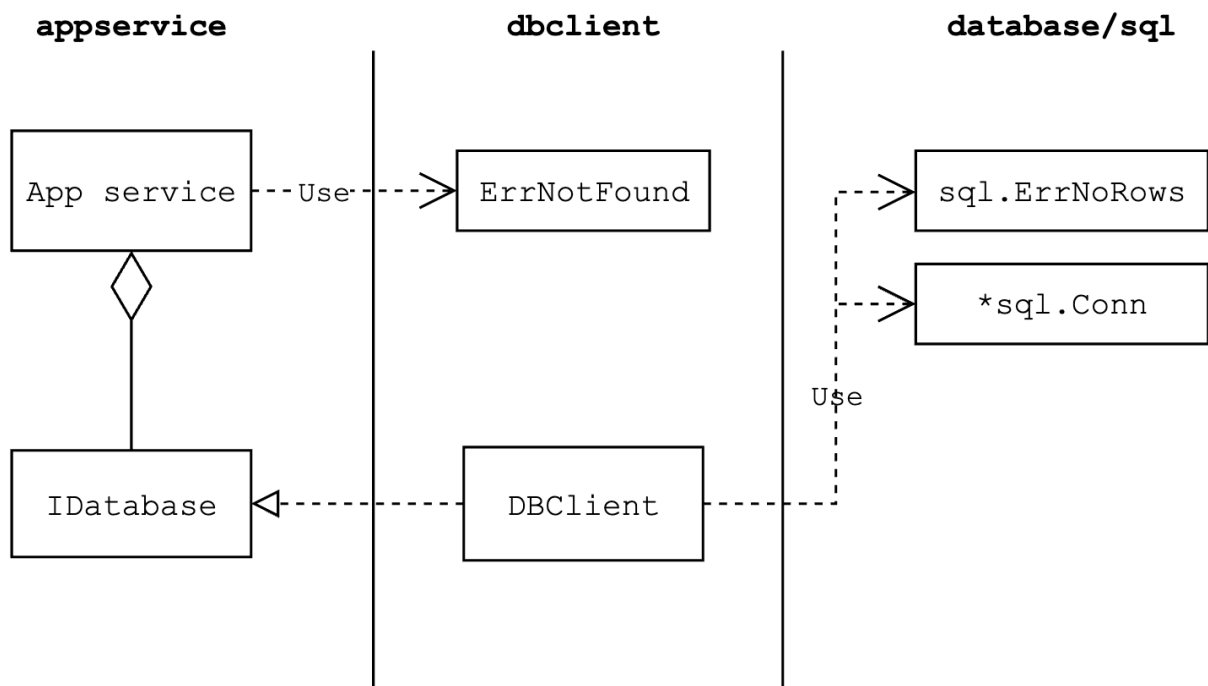 appservice
dbclient
database/sql
App service
Use
ErrNotFound
sql.ErrNoRows
*sql.Conn
Use
IDatabase
DBClient